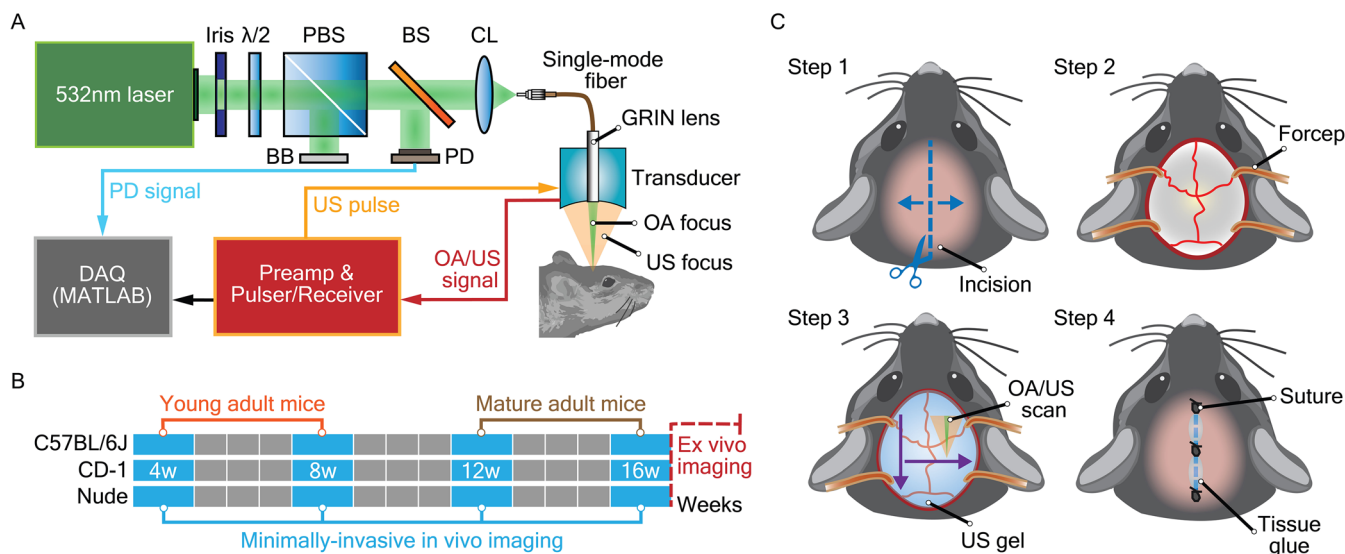 A
Iris λ/2 PBS BS CL
Single-mode
fiber
532nm laser
GRIN lens
BB PD
Transducer
PD signal
US pulse
OA focus
US focus
OA/US
signal
DAQ
(MATLAB)
Preamp &
Pulser/Receiver
B
Young adult mice
Mature adult mice
C57BL/6J
CD-1 4w 8w 12w 16w
Nude
Ex vivo
imaging
Weeks
Minimally-invasive in vivo imaging
C
Step 1
Incision
Step 2
Forcep
Step 3
OA/US
scan
US gel
Step 4
Suture
Tissue
glue